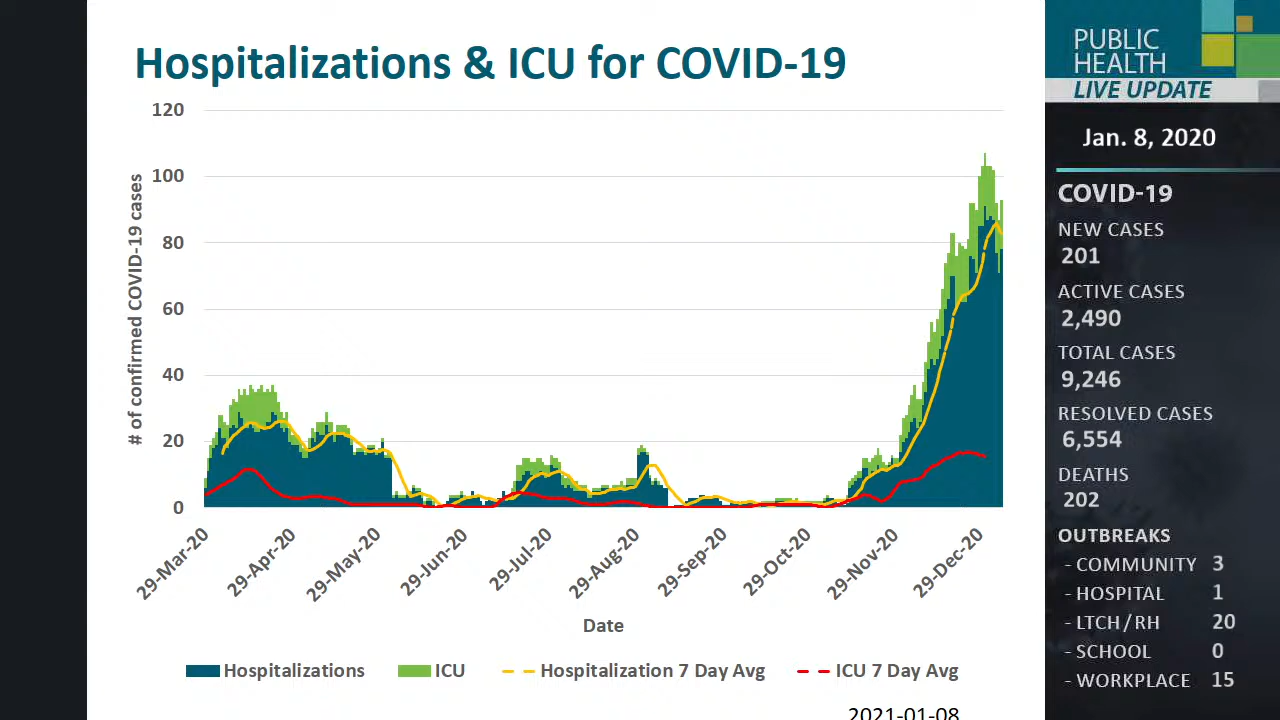 Hospitalizations & ICU for COVID-19
# of confirmed COVID-19 cases
120
100
80
60
40
20
0
29-Mar-20
29-Apr-20
29-May-20
29-Jun-20
29-Jul-20
29-Aug-20
29-Sep-20
29-Oct-20
29-Nov-20
29-Dec-20
Date
Hospitalizations ICU Hospitalization 7 Day Avg ICU 7 Day Avg
2021-01-08
PUBLIC
HEALTH
LIVE UPDATE
Jan. 8, 2020
COVID-19
NEW CASES
201
ACTIVE CASES
2,490
TOTAL CASES
9,246
RESOLVED CASES
6,554
DEATHS
202
OUTBREAKS
- COMMUNITY 3
- HOSPITAL 1
- LTCH/RH 20
- SCHOOL 0
- WORKPLACE 15